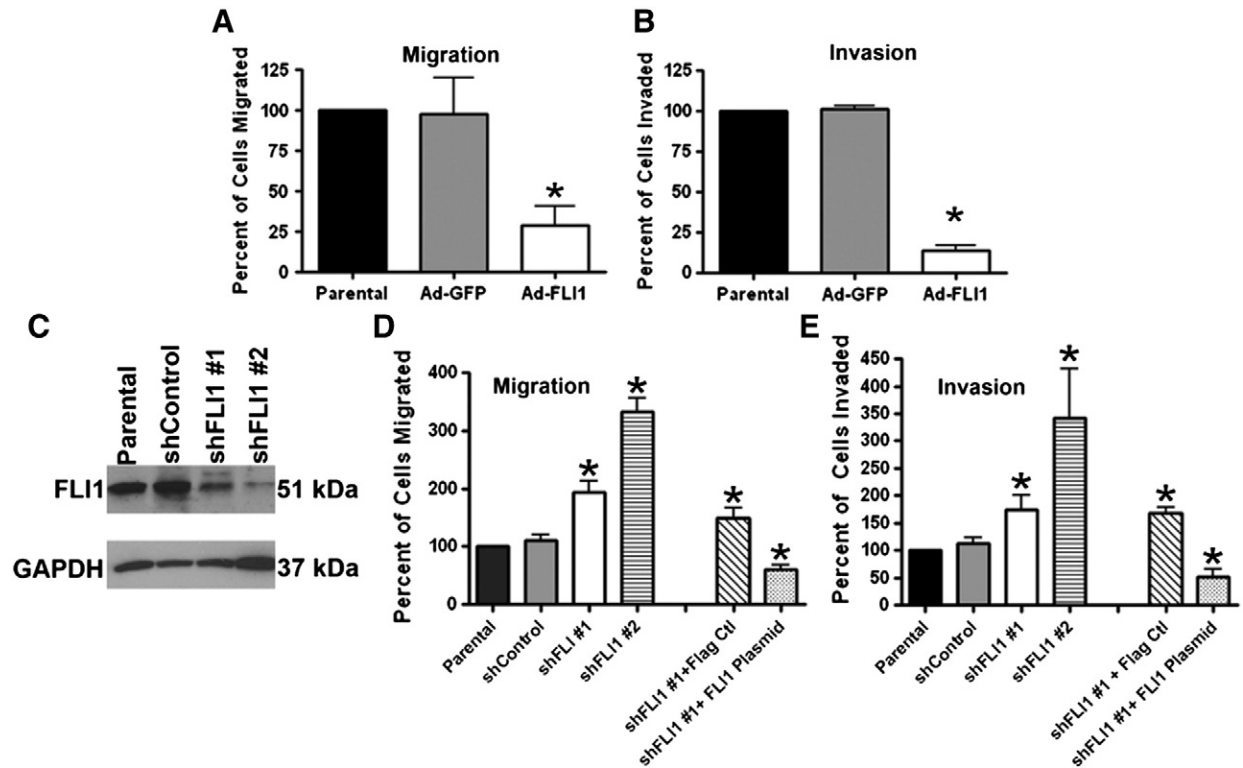 A
Migration
Percent of Cells Migrated
125
100
75
50
25
0
*
Parental
Ad-GFP
Ad-FLI1
B
Invasion
Percent of Cells Invaded
125
100
75
50
25
0
*
Parental
Ad-GFP
Ad-FLI1
C
Parental
shControl
shFLI1 #1
shFLI1 #2
FLI1
51 kDa
GAPDH
37 kDa
D
Migration
Percent of Cells Migrated
400
300
200
100
0
*
*
*
*
Parental
shControl
shFLI #1
shFLI1 #2
shFLI1 #1+Flag Ctl
shFLI1 #1+ FLI1 Plasmid
E
Invasion
Percent of Cells Invaded
450
400
350
300
250
200
150
100
50
0
*
*
*
*
Parental
shControl
shFLI1 #1
shFLI1 #2
shFLI1 #1 + Flag Ctl
shFLI1 #1+ FLI1 Plasmid